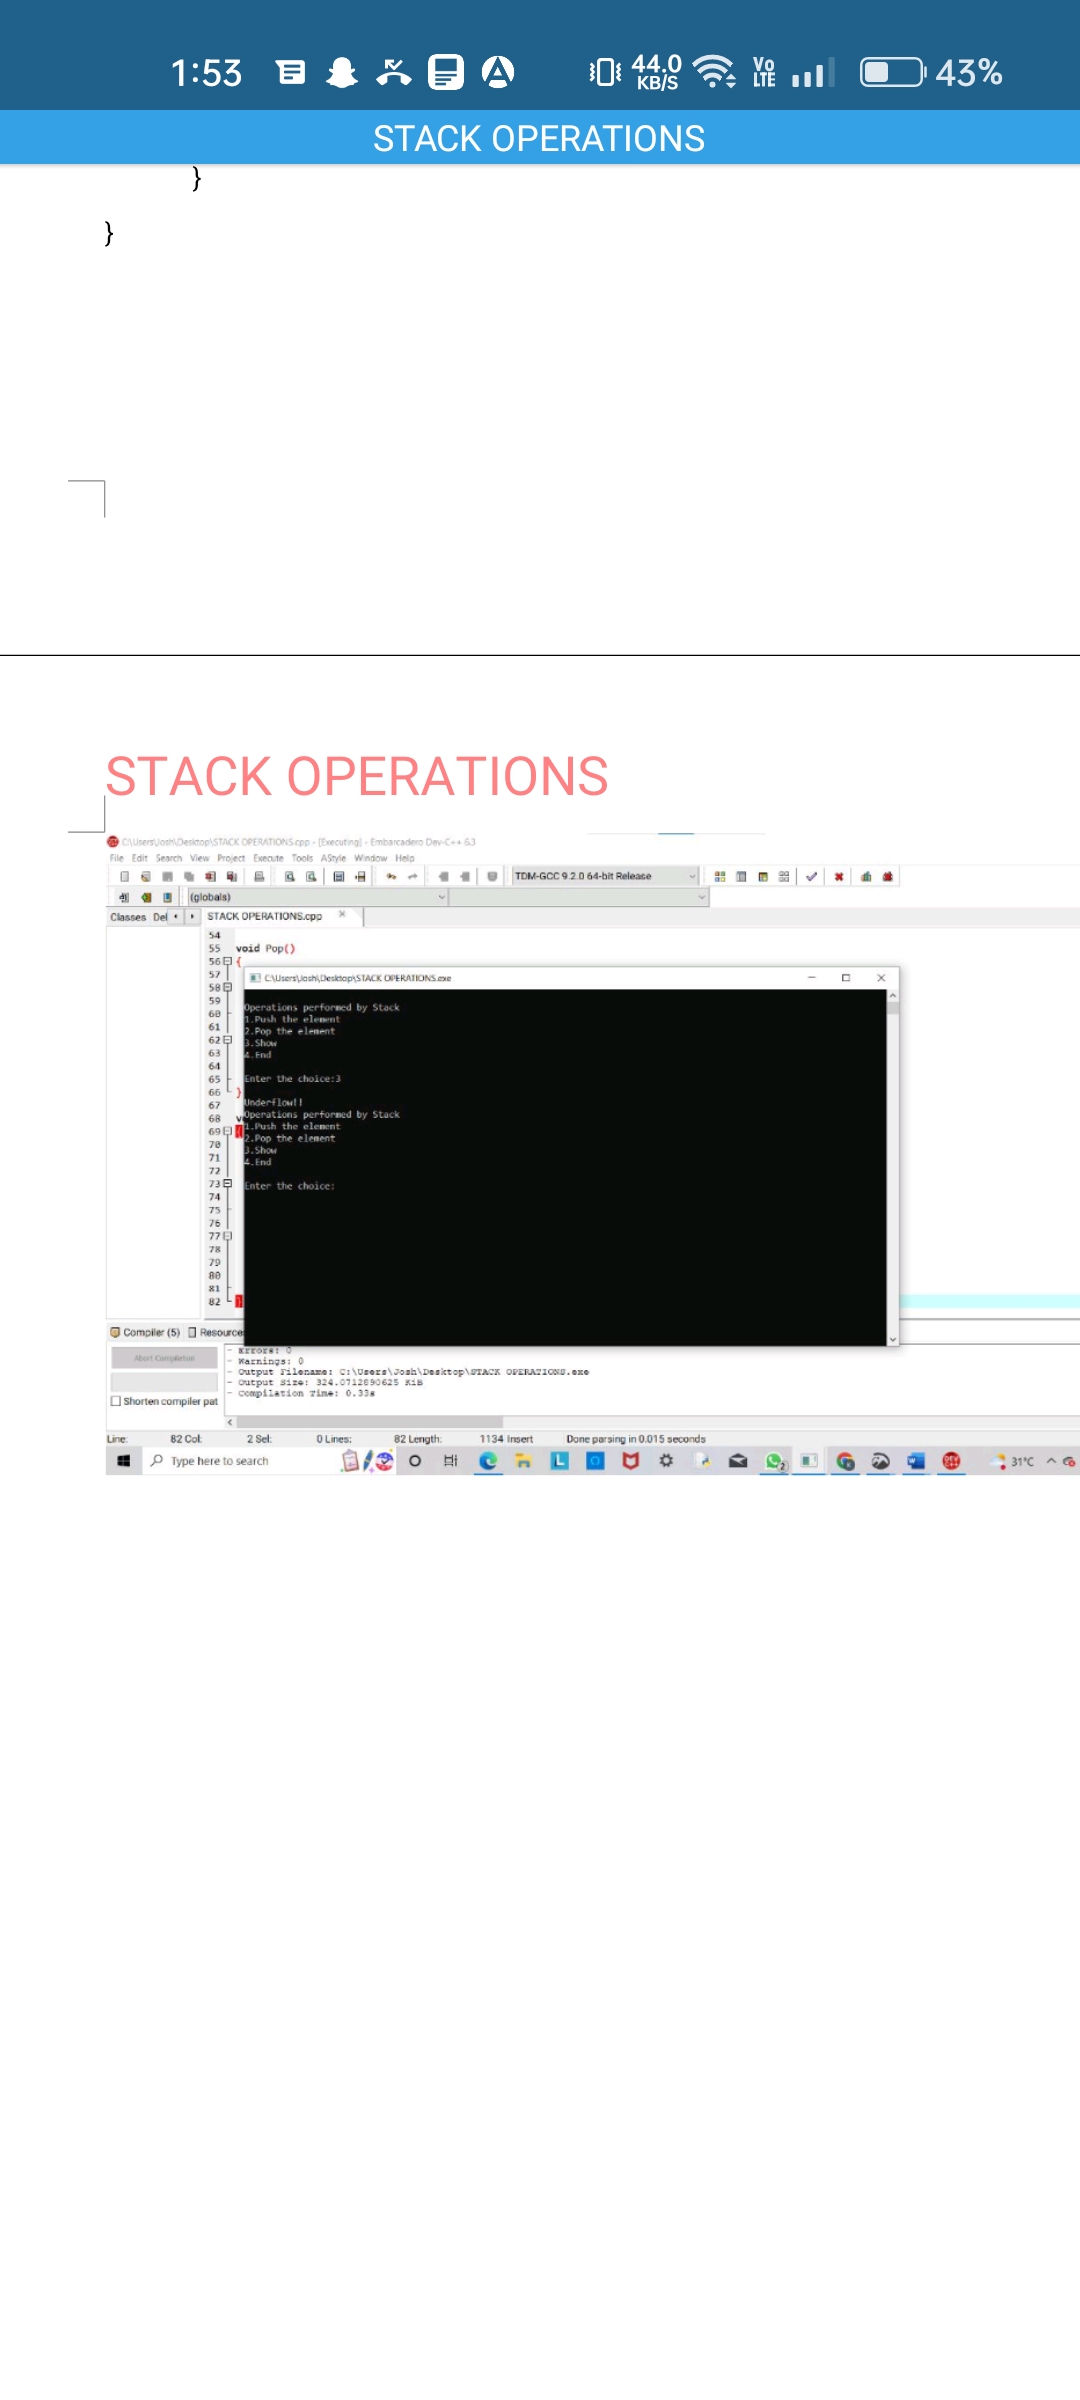 1:53 44.0 KB/S Vo LTE 43%
STACK OPERATIONS
}
}
STACK OPERATIONS
C:\Users\Josh\Desktop\STACK OPERATIONS.cpp - [Executing] - Embarcadero Dev-C++ 6.3
File Edit Search View Project Execute Tools AStyle Window Help
TDM-GCC 9.2.0 64-bit Release
(globals)
Classes Del STACK OPERATIONS.cpp
54
55 void Pop()
56 {
57
C:\Users\Josh\Desktop\STACK OPERATIONS.exe
58
59
60
61
62
63
64
65
66 }
67
68 v
69 {
70
71
72
73
74
75
76
77
78
79
80
81
82 }
Operations performed by Stack
1.Push the element
2.Pop the element
3.Show
4.End
Enter the choice:3
Underflow!!
Operations performed by Stack
1.Push the element
2.Pop the element
3.Show
4.End
Enter the choice:
Compiler (5) Resource
Abort Compilation
Shorten compiler pat
- Errors: 0
- Warnings: 0
- Output Filename: C:\Users\Josh\Desktop\STACK OPERATIONS.exe
- Output Size: 324.0712890625 KiB
- Compilation Time: 0.33s
Line: 82 Col: 2 Sel: 0 Lines: 82 Length: 1134 Insert Done parsing in 0.015 seconds
Type here to search 31°C